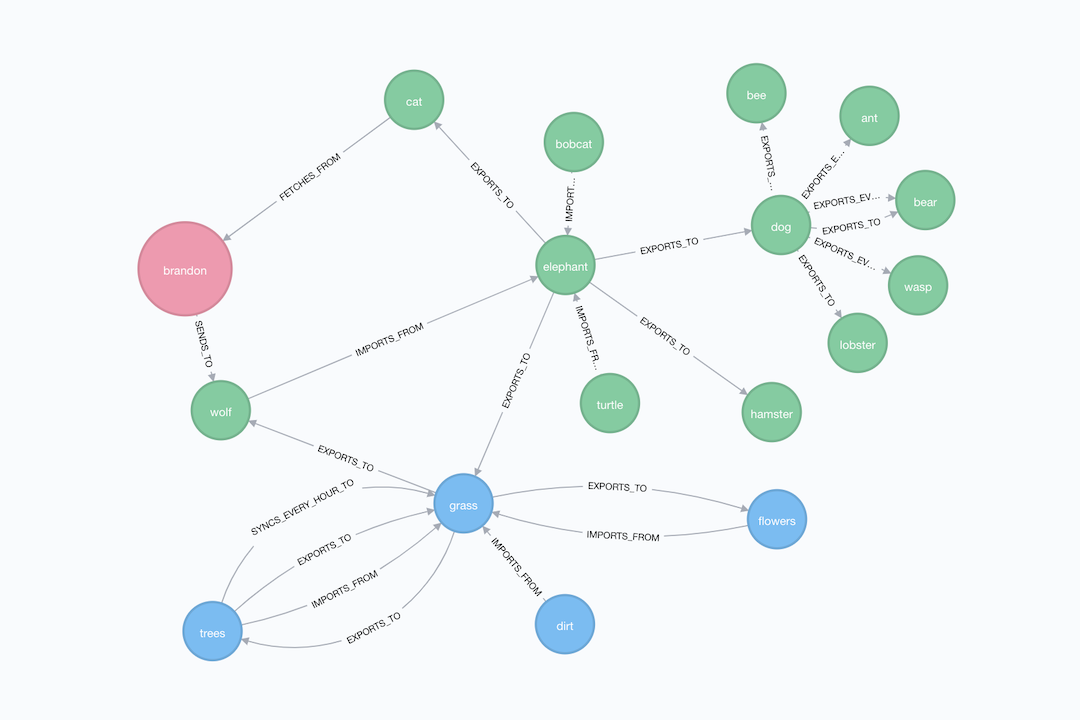 bee
cat
ant
bobcat
EXPORTS_...
EXPORTS_E...
FETCHES_FROM
EXPORTS_TO
IMPORT...
EXPORTS_EV...
bear
EXPORTS_TO
dog
EXPORTS_TO
EXPORTS_EV...
brandon
elephant
EXPORTS_TO
wasp
SENDS_TO
IMPORTS_FROM
IMPORTS_FR...
EXPORTS_TO
lobster
EXPORTS_TO
wolf
turtle
hamster
EXPORTS_TO
SYNCS_EVERY_HOUR_TO
EXPORTS_TO
grass
flowers
EXPORTS_TO
IMPORTS_FROM
IMPORTS_FROM
IMPORTS_FROM
EXPORTS_TO
trees
dirt